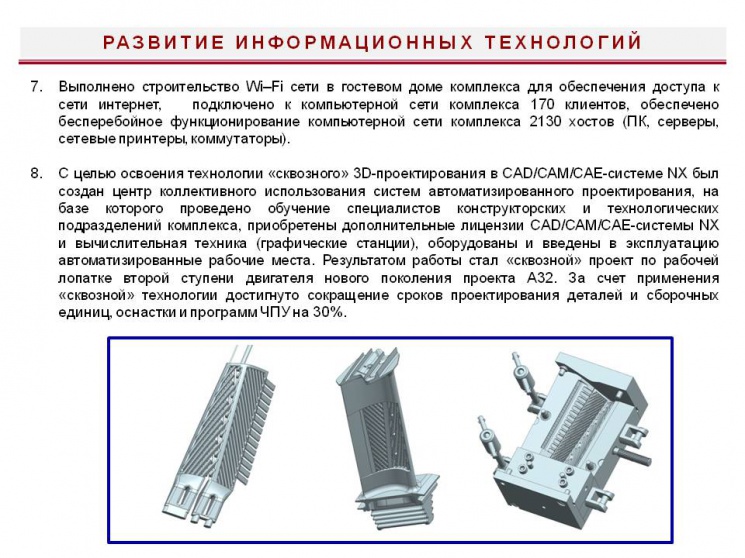 РАЗВИТИЕ ИНФОРМАЦИОННЫХ ТЕХНОЛОГИЙ
7. Выполнено строительство Wi–Fi сети в гостевом доме комплекса для обеспечения доступа к
сети интернет, подключено к компьютерной сети комплекса 170 клиентов, обеспечено
бесперебойное функционирование компьютерной сети комплекса 2130 хостов (ПК, серверы,
сетевые принтеры, коммутаторы).
8. С целью освоения технологии «сквозного» 3D-проектирования в CAD/CAM/CAE-системе NX был
создан центр коллективного использования систем автоматизированного проектирования, на
базе которого проведено обучение специалистов конструкторских и технологических
подразделений комплекса, приобретены дополнительные лицензии CAD/CAM/CAE-системы NX
и вычислительная техника (графические станции), оборудованы и введены в эксплуатацию
автоматизированные рабочие места. Результатом работы стал «сквозной» проект по рабочей
лопатке второй ступени двигателя нового поколения проекта А32. За счет применения
«сквозной» технологии достигнуто сокращение сроков проектирования деталей и сборочных
единиц, оснастки и программ ЧПУ на 30%.